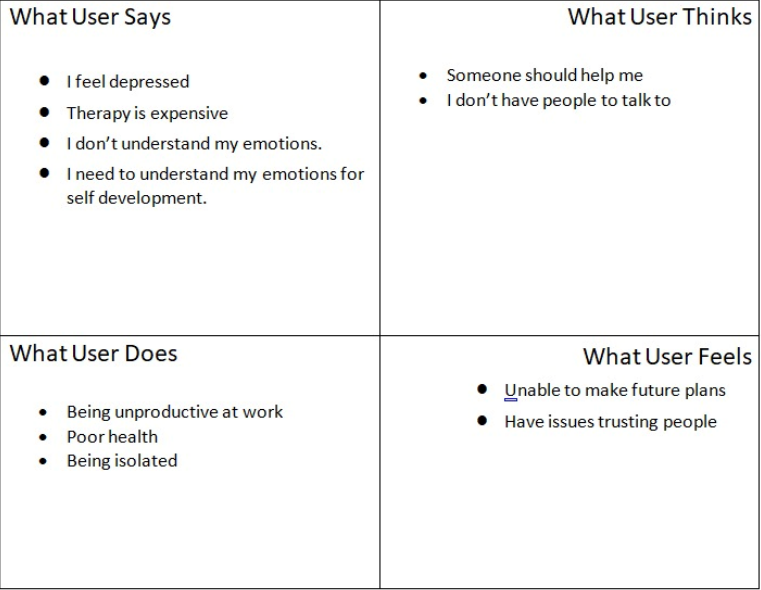 What User Says
● I feel depressed
● Therapy is expensive
● I don't understand my emotions.
● I need to understand my emotions for
self development.
What User Thinks
• Someone should help me
• I don't have people to talk to
What User Does
• Being unproductive at work
• Poor health
• Being isolated
What User Feels
● Unable to make future plans
● Have issues trusting people